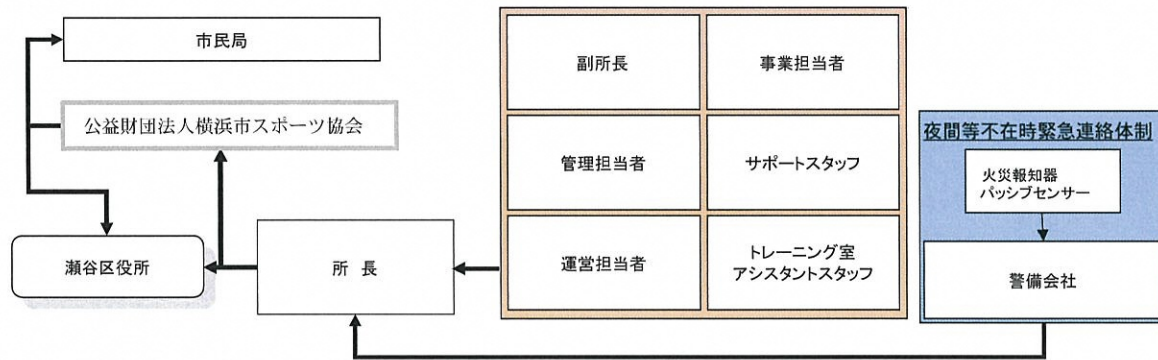 市民局
公益財団法人横浜市スポーツ協会
瀬谷区役所
所 長
副所長
事業担当者
管理担当者
サポートスタッフ
運営担当者
トレーニング室
アシスタントスタッフ
夜間等不在時緊急連絡体制
火災報知器
パッシブセンサー
警備会社